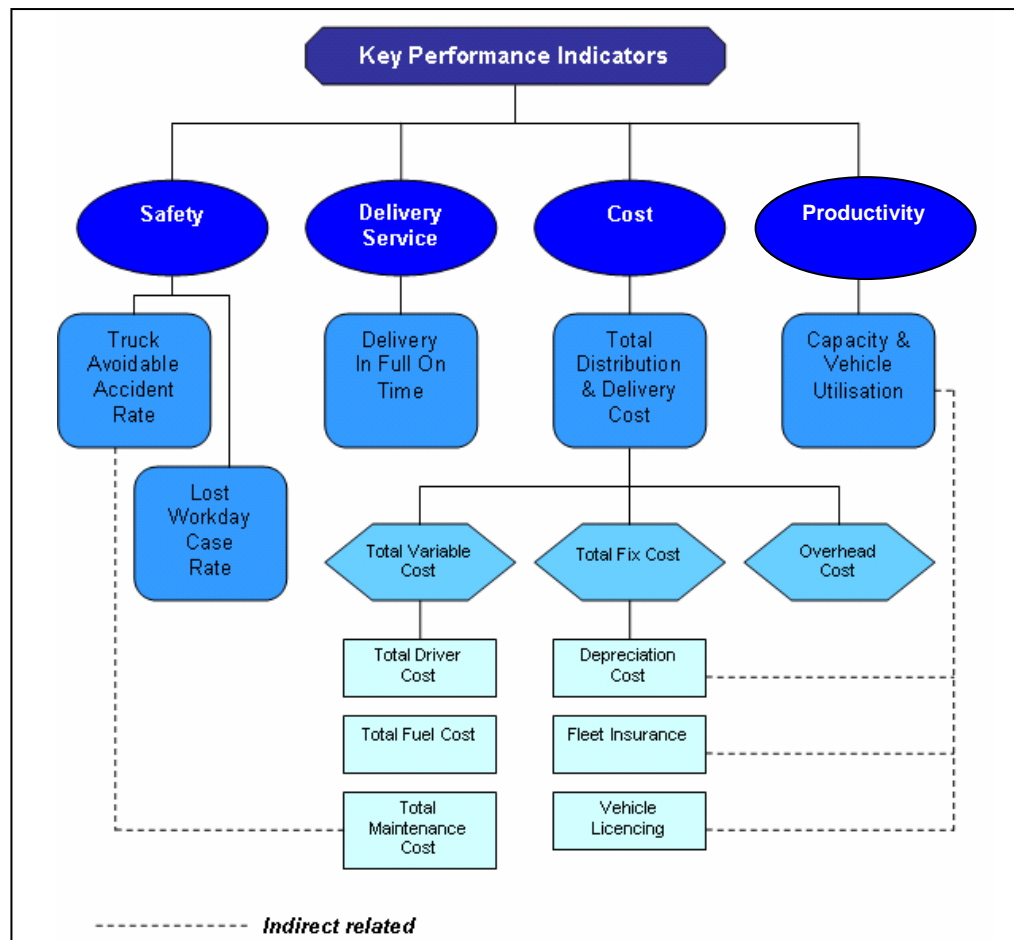 Key Performance Indicators
Safety
Delivery
Service
Cost
Productivity
Truck
Avoidable
Accident
Rate
Delivery
In Full On
Time
Total
Distribution
& Delivery
Cost
Capacity &
Vehicle
Utilisation
Lost
Workday
Case
Rate
Total Variable
Cost
Total Fix Cost
Overhead
Cost
Total Driver
Cost
Depreciation
Cost
Total Fuel Cost
Fleet Insurance
Total
Maintenance
Cost
Vehicle
Licencing
Indirect related